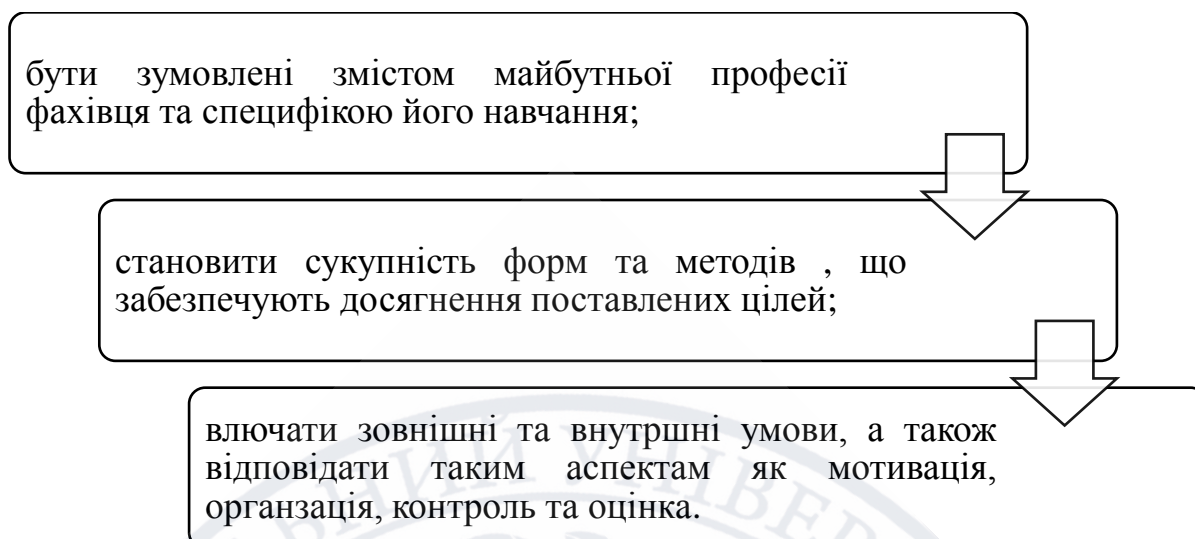 бути зумовлені змістом майбутньої професії
фахівця та специфікою його навчання;
становити сукупність форм та методів , що
забезпечують досягнення поставлених цілей;
влючати зовнішні та внутршні умови, а також
відповідати таким аспектам як мотивація,
органзація, контроль та оцінка.